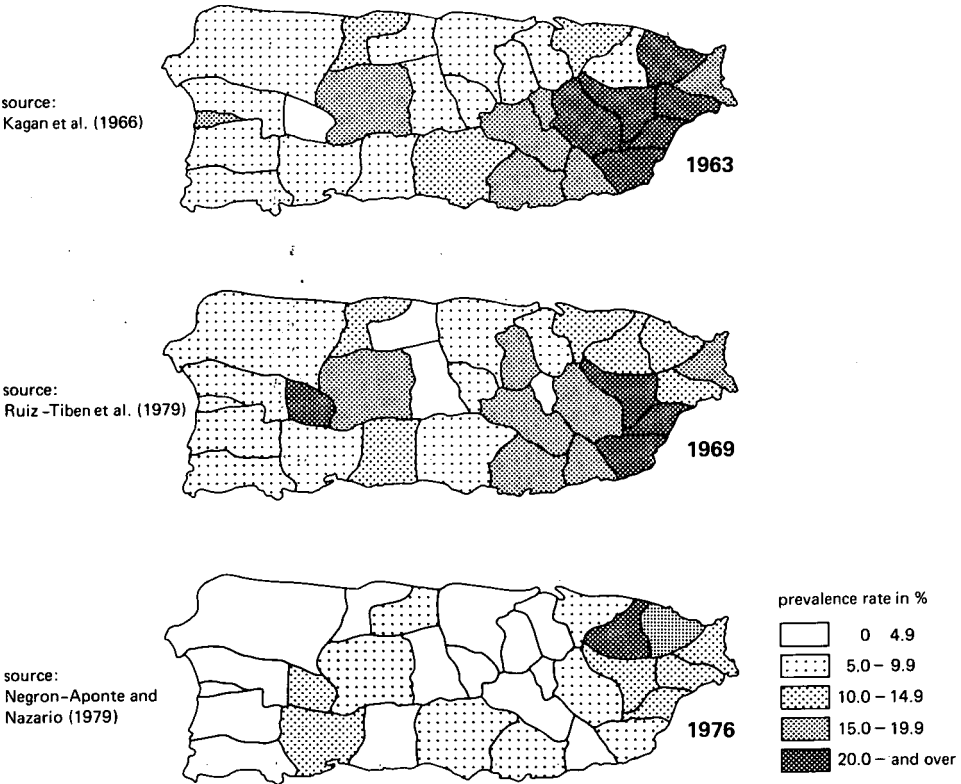 source:
Kagan et al. (1966)
1963
source:
Ruiz-Tiben et al. (1979)
1969
source:
Negron-Aponte and
Nazario (1979)
1976
prevalence rate in %
0 4.9
5.0 – 9.9
10.0 – 14.9
15.0 – 19.9
20.0 – and over